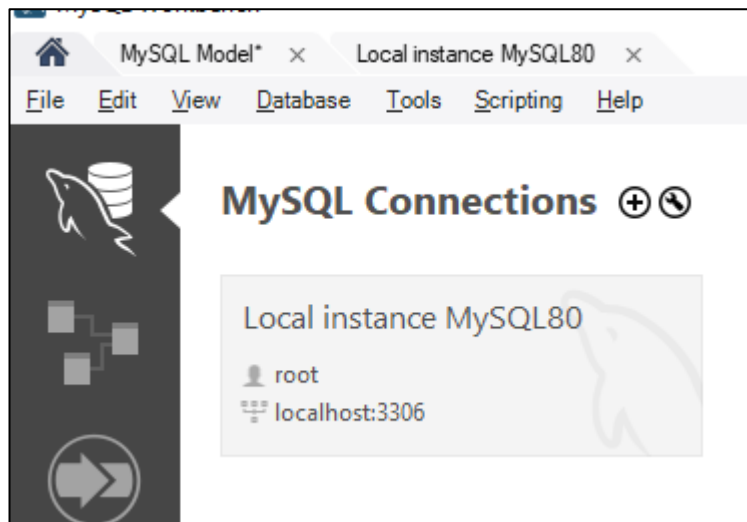 MySQL Model* ×   Local instance MySQL80 ×
File Edit View Database Tools Scripting Help
MySQL Connections
Local instance MySQL80
root
localhost:3306